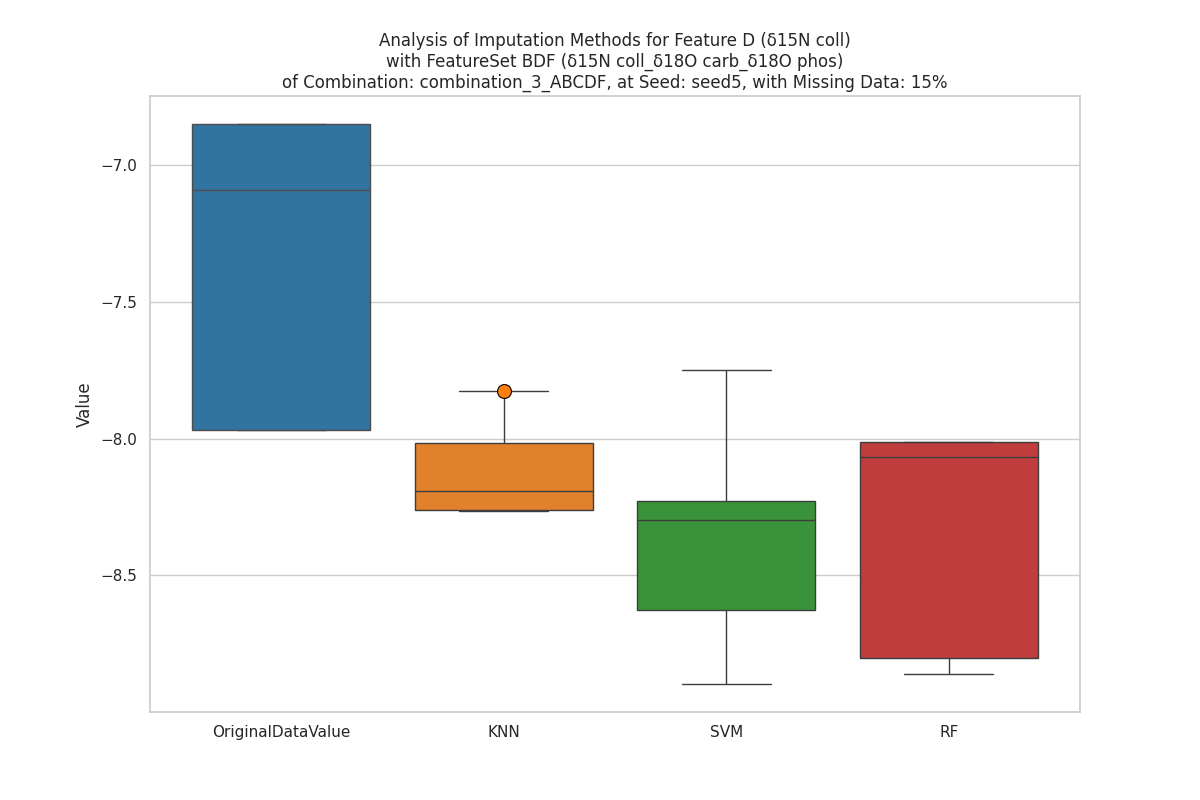 Analysis of Imputation Methods for Feature D (δ15N coll)
with FeatureSet BDF (δ15N coll_δ18O carb_δ18O phos)
of Combination: combination_3_ABCDF, at Seed: seed5, with Missing Data: 15%
−7.0
−7.5
−8.0
−8.5
Value
OriginalDataValue
KNN
SVM
RF